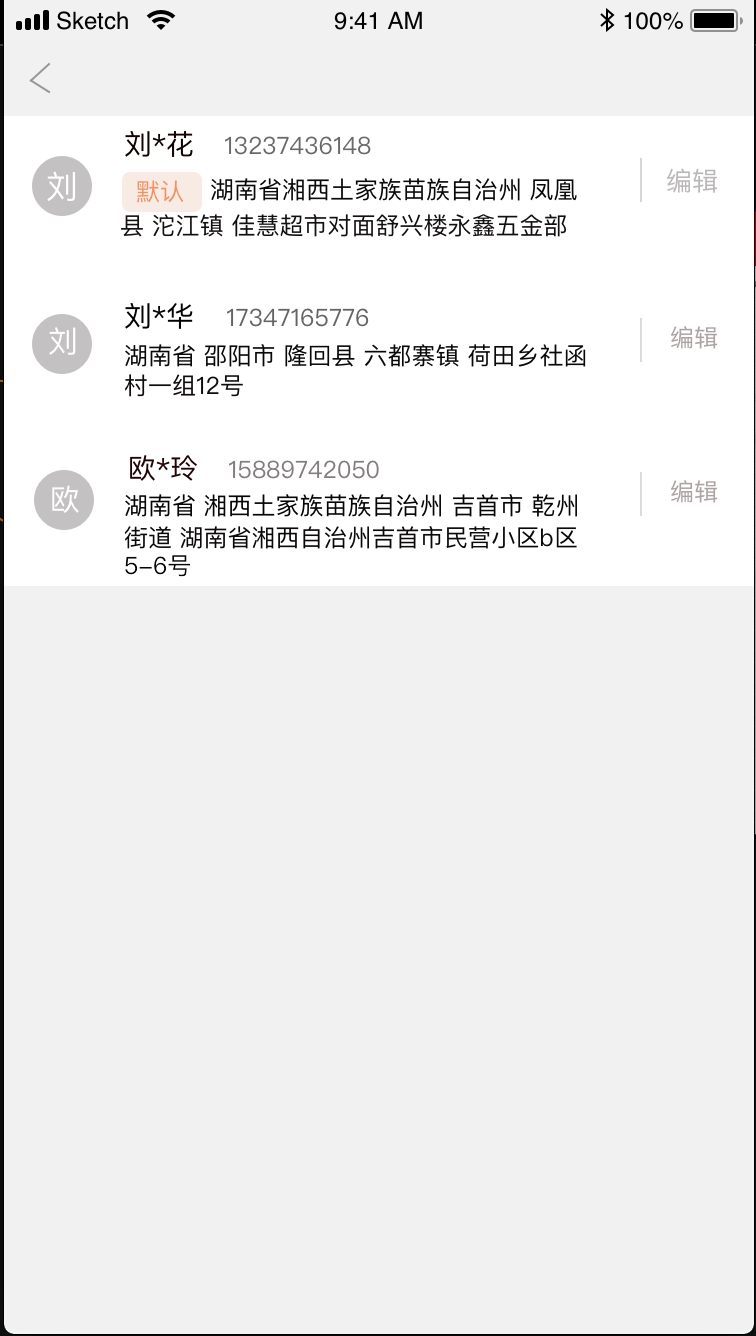 Sketch 9:41 AM 100%
刘*花 13237436148
刘 默认 湖南省湘西土家族苗族自治州 凤凰 编辑
县 沱江镇 佳慧超市对面舒兴楼永鑫五金部
刘*华 17347165776
刘 湖南省 邵阳市 隆回县 六都寨镇 荷田乡社函 编辑
村一组12号
欧*玲 15889742050
欧 湖南省 湘西土家族苗族自治州 吉首市 乾州 编辑
街道 湖南省湘西自治州吉首市民营小区b区
5–6号